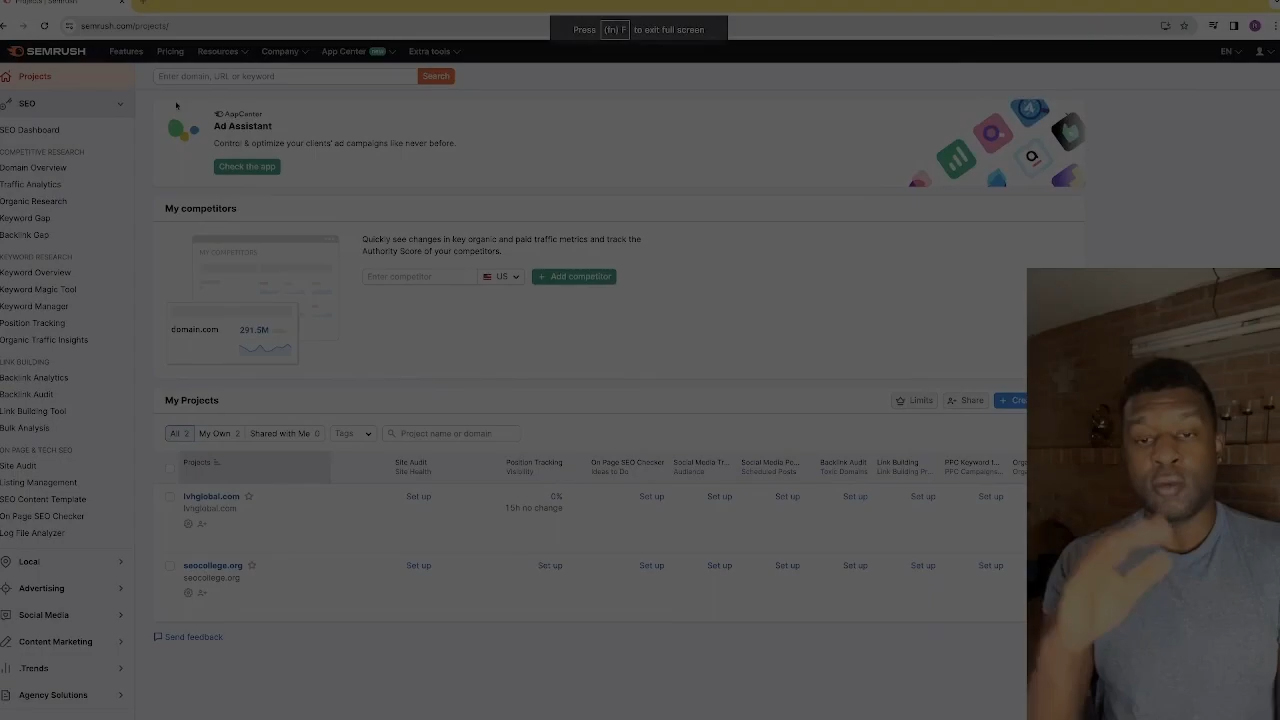 Projects | Semrush
semrush.com/projects/
Press (fn) F to exit full screen
SEMRUSH
Features
Pricing
Resources
Company
App Center new
Extra tools
EN
Projects
Enter domain, URL or keyword
Search
SEO
SEO Dashboard
COMPETITIVE RESEARCH
Domain Overview
Traffic Analytics
Organic Research
Keyword Gap
Backlink Gap
KEYWORD RESEARCH
Keyword Overview
Keyword Magic Tool
Keyword Manager
Position Tracking
Organic Traffic Insights
LINK BUILDING
Backlink Analytics
Backlink Audit
Link Building Tool
Bulk Analysis
ON PAGE & TECH SEO
Site Audit
Listing Management
SEO Content Template
On Page SEO Checker
Log File Analyzer
Local
Advertising
Social Media
Content Marketing
.Trends
Agency Solutions
AppCenter
Ad Assistant
Control & optimize your clients' ad campaigns like never before.
Check the app
My competitors
MY COMPETITORS
domain.com 291.5M
Quickly see changes in key organic and paid traffic metrics and track the
Authority Score of your competitors.
Enter competitor
US
+ Add competitor
My Projects
Limits
Share
+ Cre
All 2
My Own 2
Shared with Me 0
Tags
Project name or domain
Projects
Site Audit
Site Health
Position Tracking
Visibility
On Page SEO Checker
Ideas to Do
Social Media Tr...
Audience
Social Media Po...
Scheduled Posts
Backlink Audit
Toxic Domains
Link Building
Link Building Pr...
PPC Keyword f...
PPC Campaigns...
lvhglobal.com
lvhglobal.com
Set up
0%
15h no change
Set up
Set up
Set up
Set up
Set up
Set up
seocollege.org
seocollege.org
Set up
Set up
Set up
Set up
Set up
Set up
Set up
Set up
Send feedback